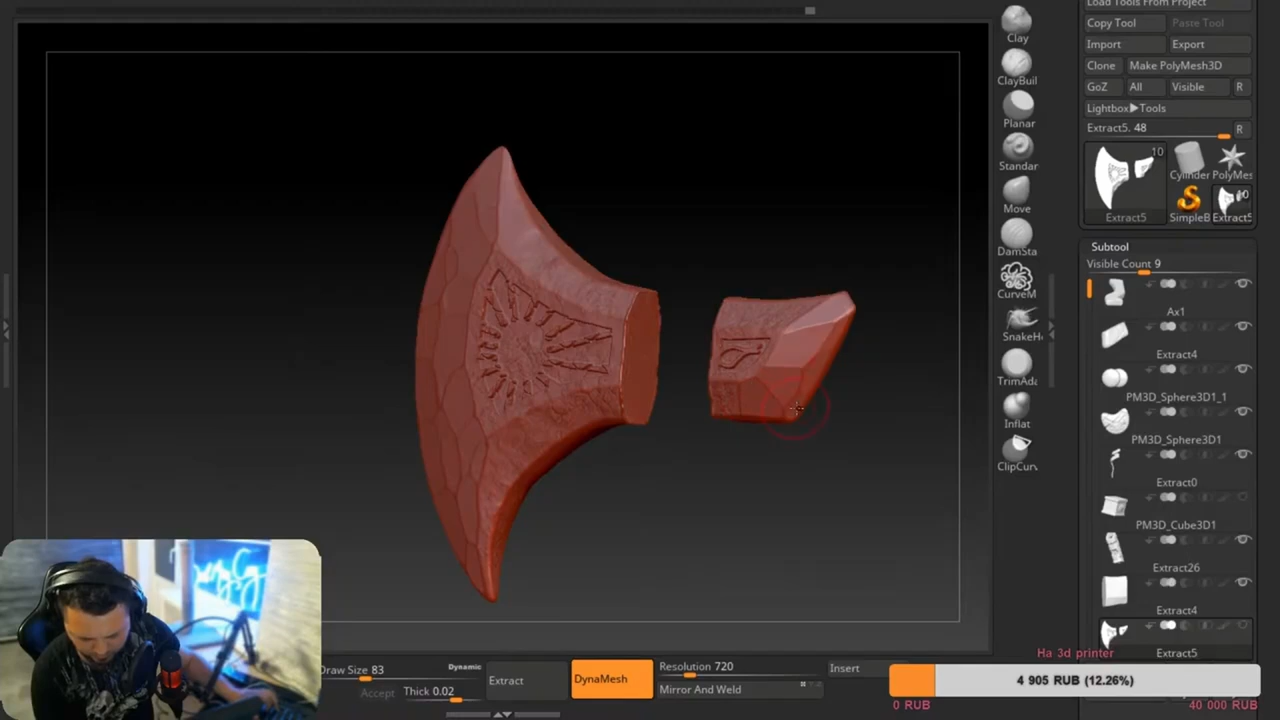 Load Tools From Project
Copy Tool
Paste Tool
Import
Export
Clone
Make PolyMesh3D
GoZ
All
Visible
R
Lightbox▶Tools
Extract5. 48
R
10
Cylinder
PolyMes
Extract5
SimpleB
10
Extract5
Subtool
Visible Count 9
Ax1
Extract4
PM3D_Sphere3D1_1
PM3D_Sphere3D1
Extract0
PM3D_Cube3D1
Extract26
Extract4
Extract5
Clay
ClayBuil
Planar
Standar
Move
DamSta
CurveM
SnakeH
TrimAda
Inflat
ClipCurv
Draw Size 83
Dynamic
Accept
Thick 0.02
Extract
DynaMesh
Resolution 720
Mirror And Weld
Insert
На 3d printer
4 905 RUB (12.26%)
0 RUB
40 000 RUB